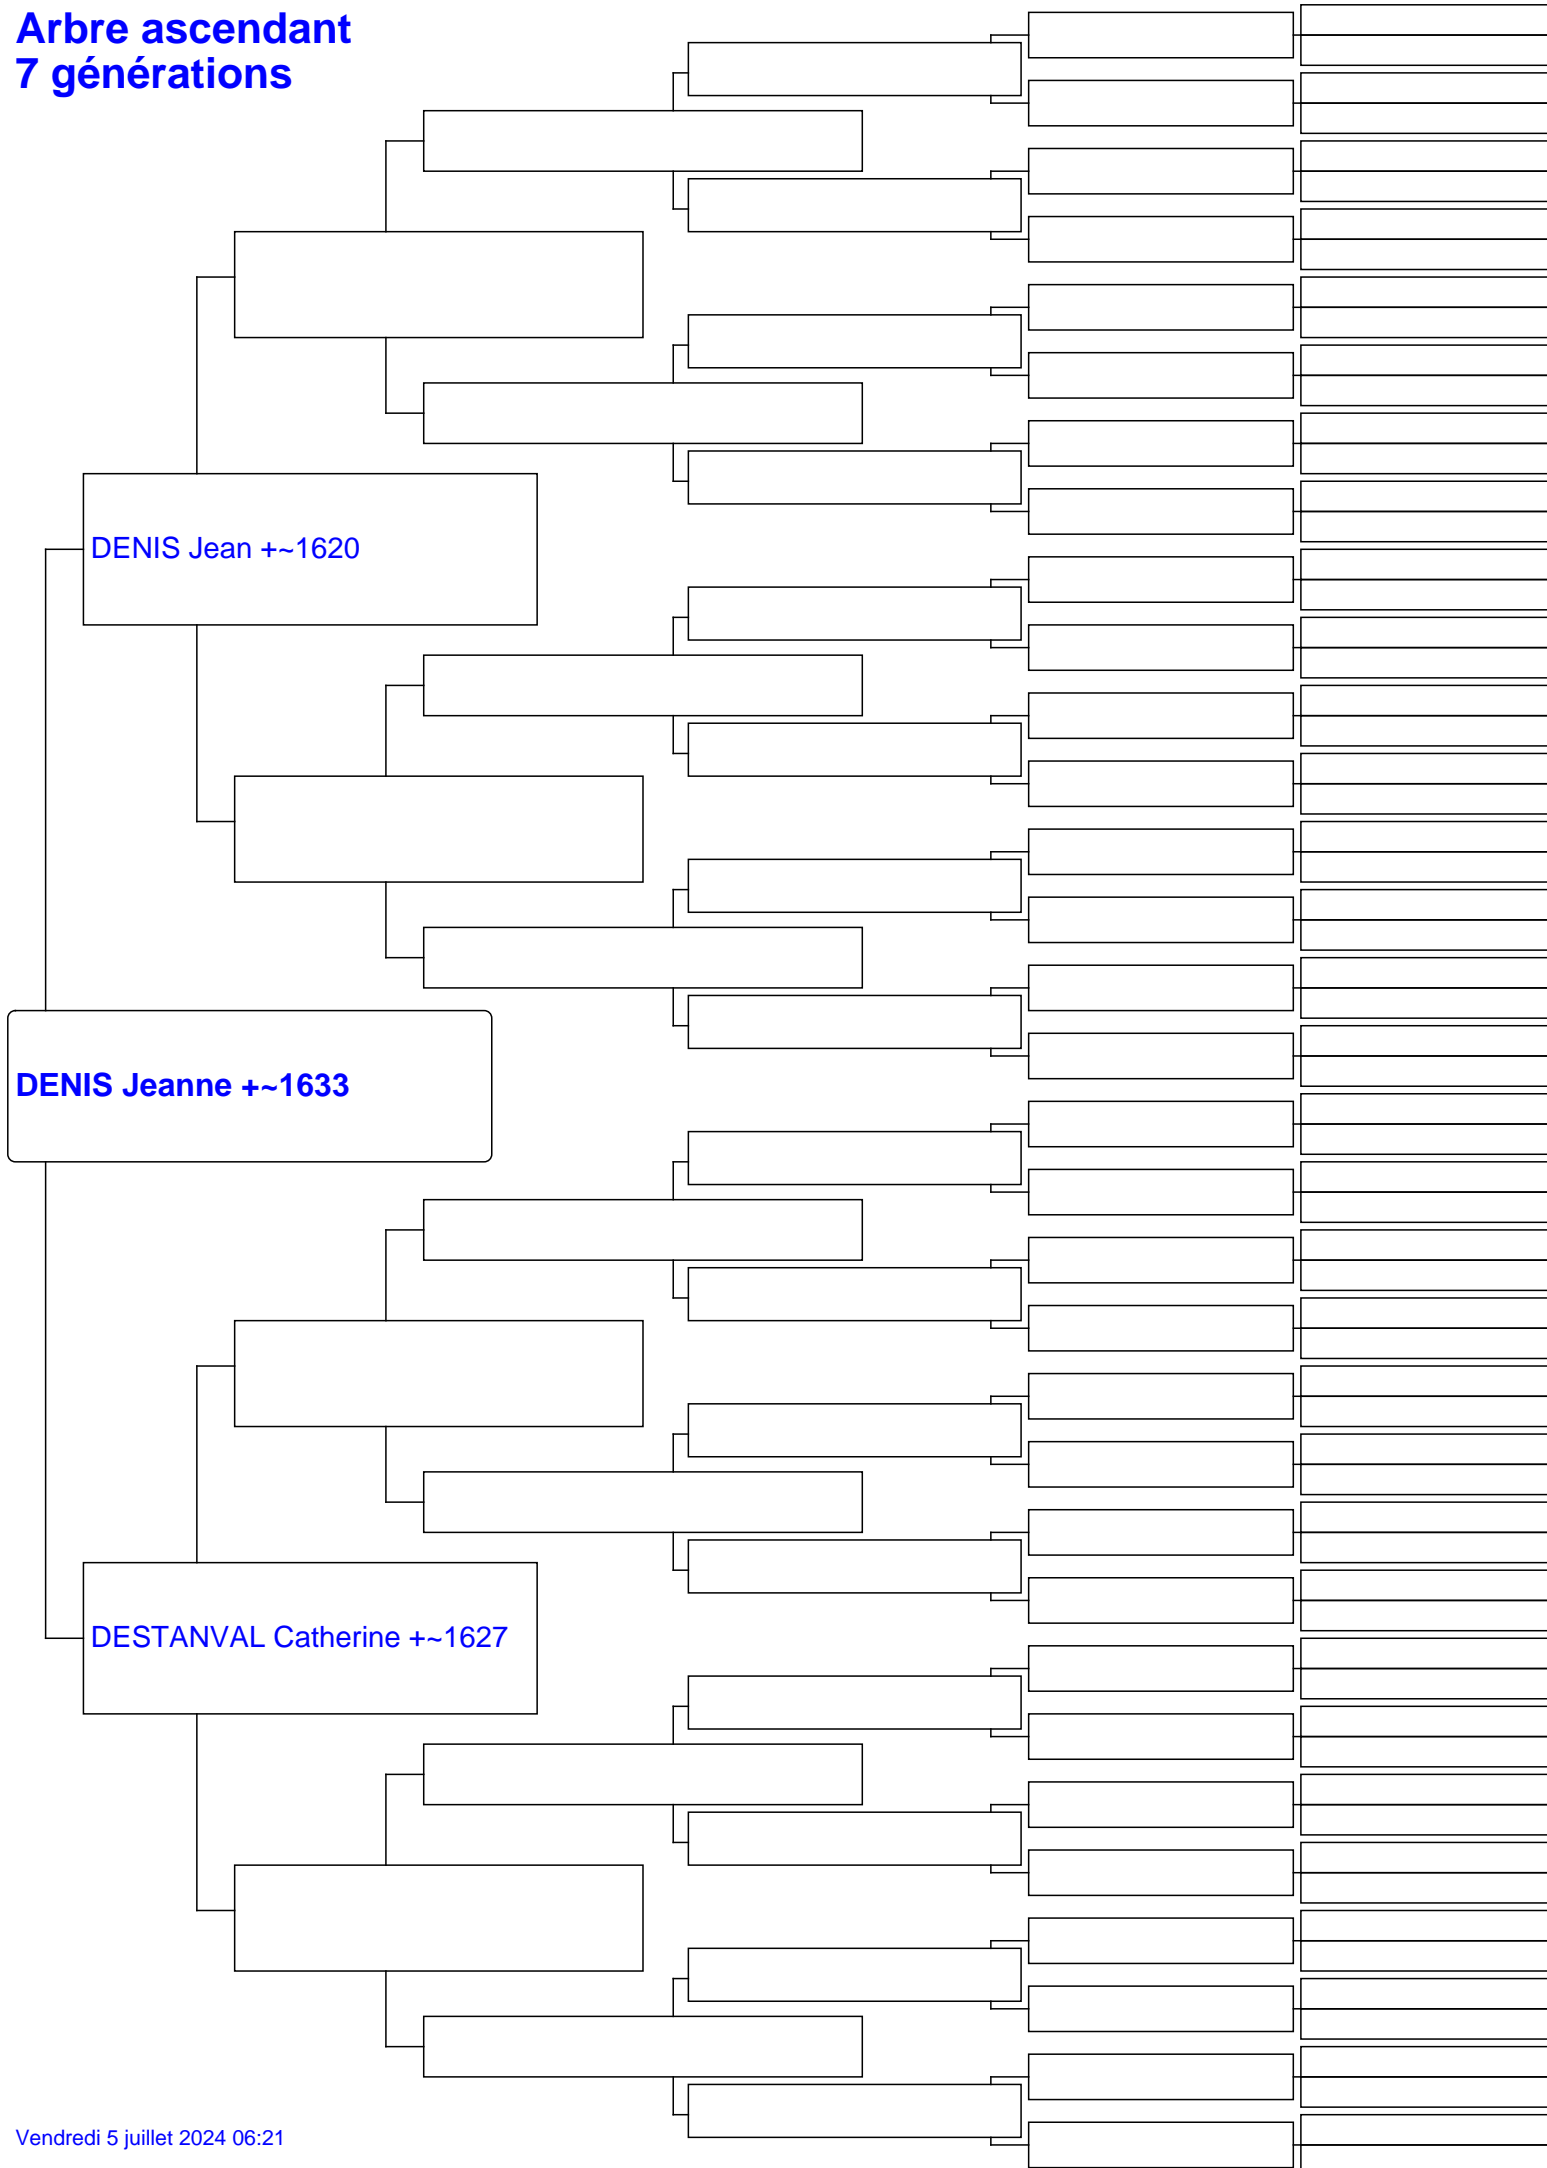 Arbre ascendant
7 générations
DENIS Jean +~1620
DENIS Jeanne +~1633
DESTANVAL Catherine +~1627
Vendredi 5 juillet 2024 06:21